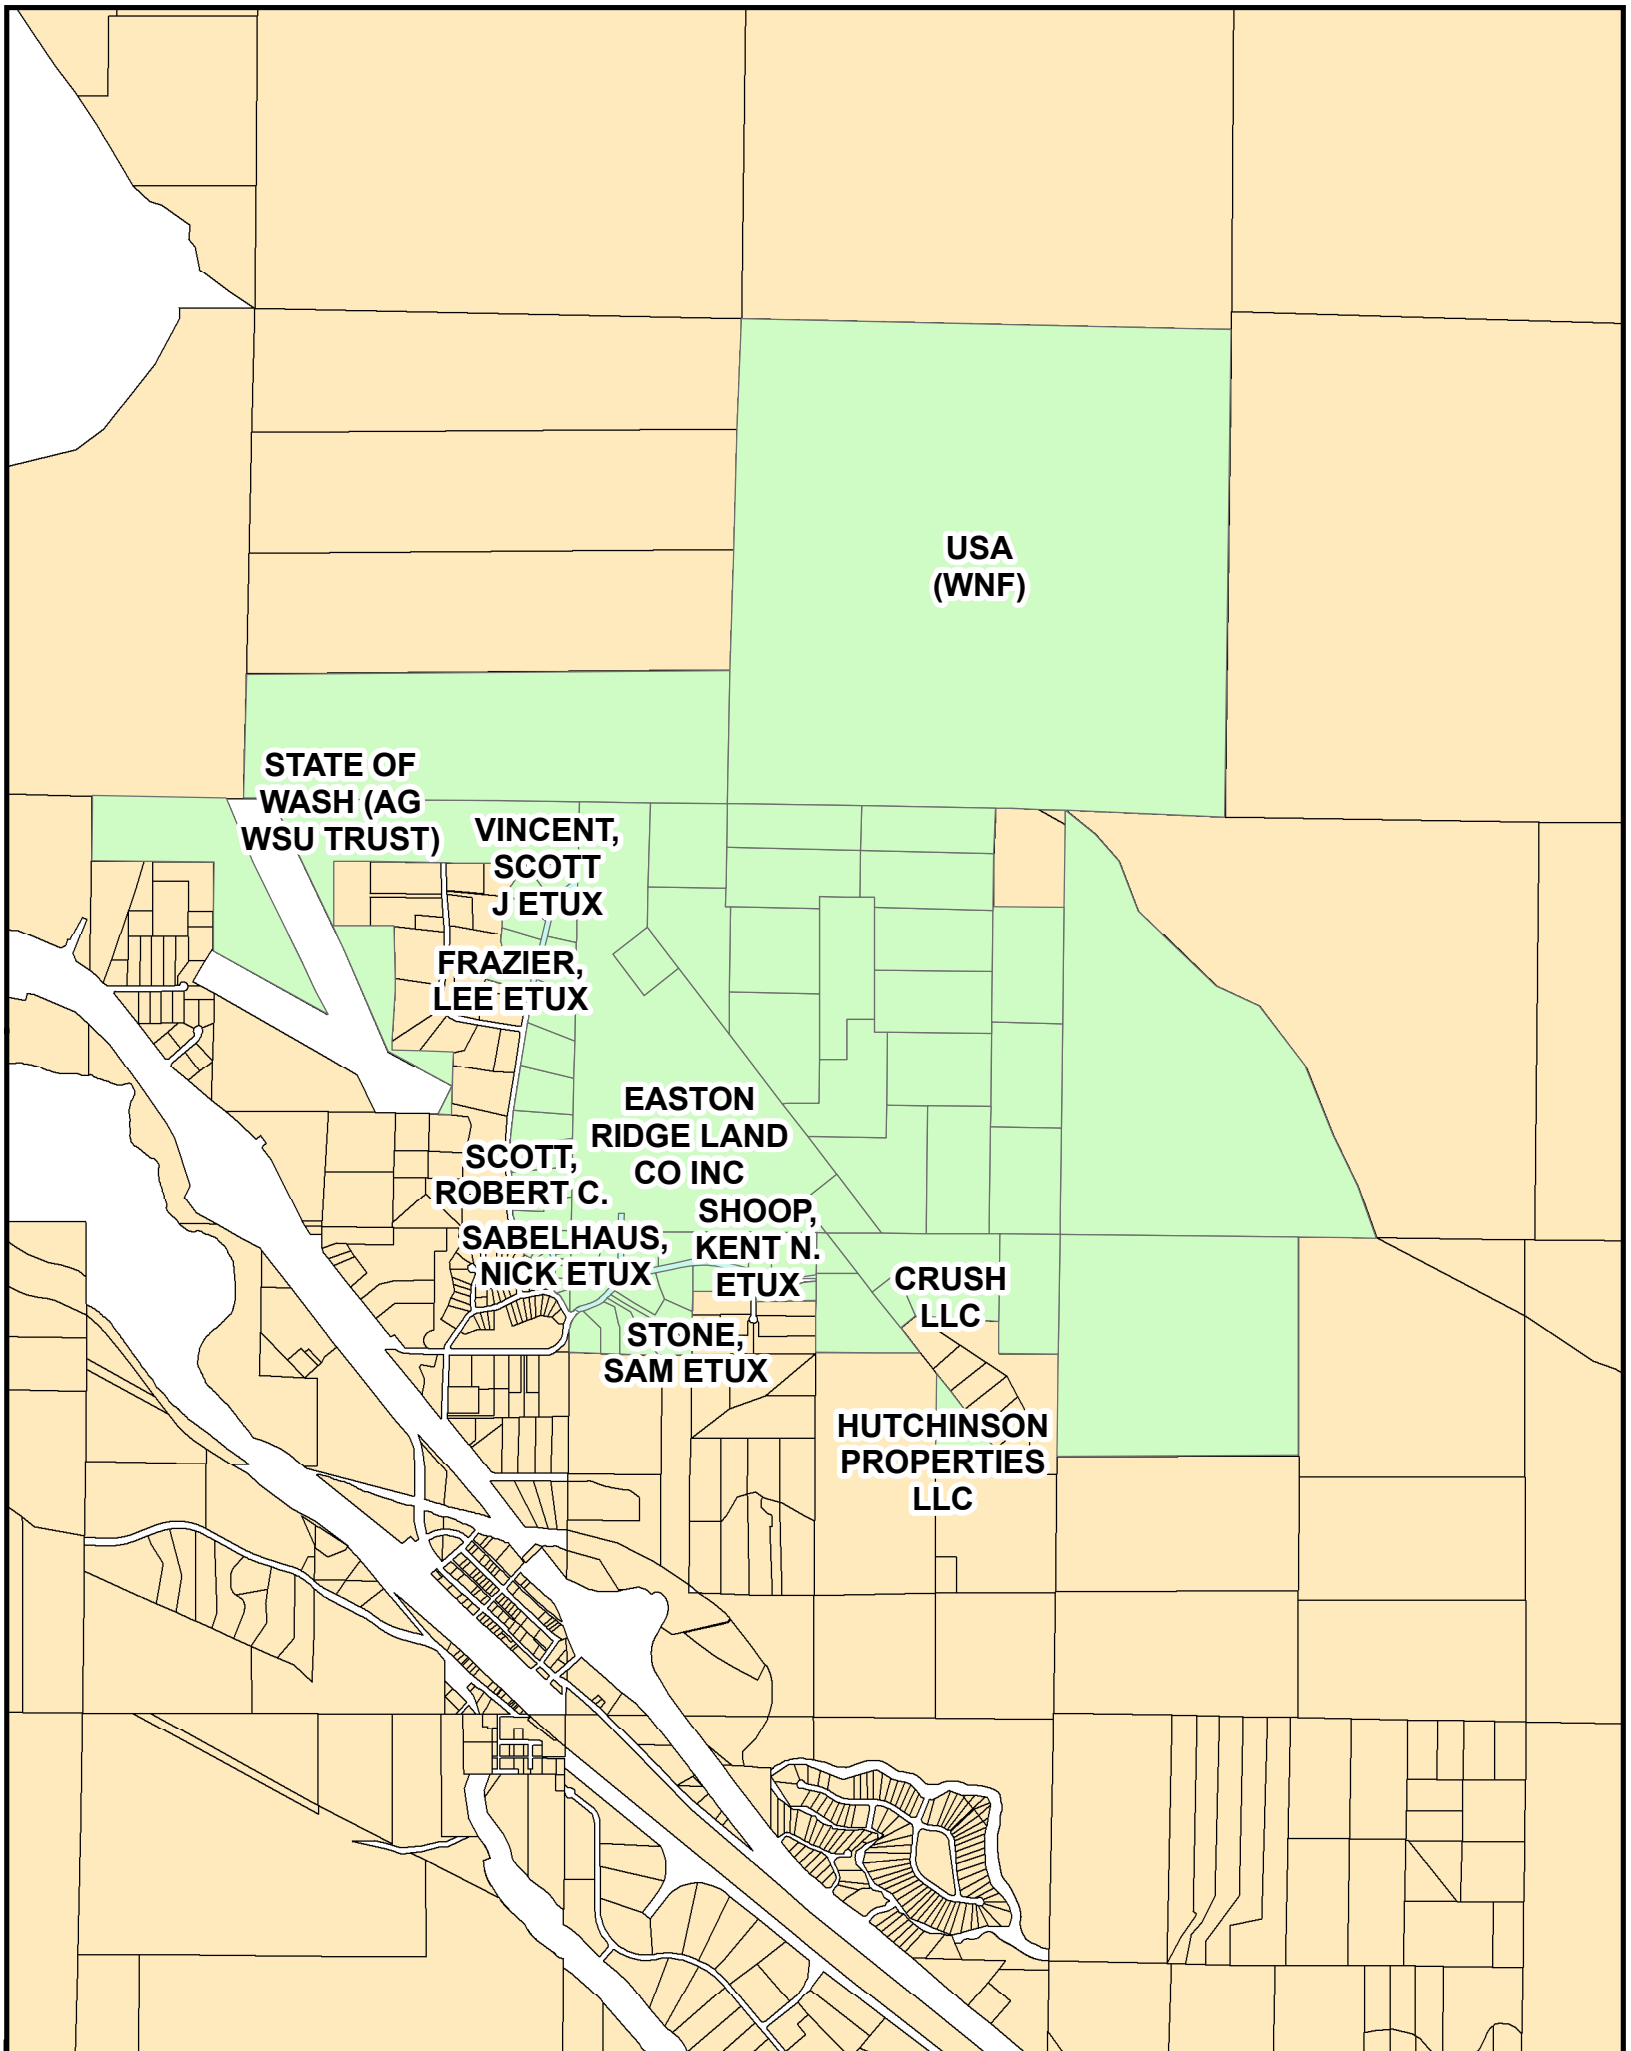 USA
(WNF)
STATE OF
WASH (AG
WSU TRUST)
VINCENT,
SCOTT
J ETUX
FRAZIER,
LEE ETUX
EASTON
RIDGE LAND
CO INC
SCOTT,
ROBERT C.
SHOOP,
KENT N.
ETUX
SABELHAUS,
NICK ETUX
CRUSH
LLC
STONE,
SAM ETUX
HUTCHINSON
PROPERTIES
LLC